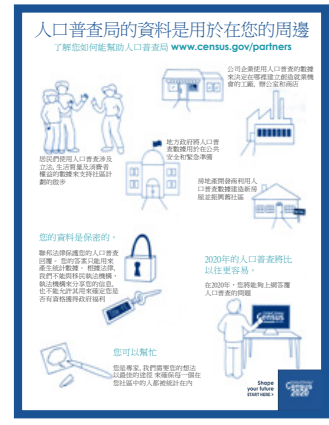 人口普查局的資料是用於在您的周邊
了解您如何能幫助人口普查局 www.census.gov/partners
公司企業使用人口普查的數據
來決定在哪裡建立創造就業機
會的工廠, 辦公室和商店
居民們使用人口普查涉及
立法, 生活質量及消費者
權益的數據來支持社區計
劃的啟步
地方政府將人口普
查數據用於在公共
安全和緊急準備
房地產開發商利用人
口普查數據建造新房
屋並振興舊社區
您的資料是保密的。
聯邦法律保護您的人口普查
回覆。 您的答案只能用來
產生統計數據。 根據法律,
我們不能與移民執法機構,
執法機構來分享您的信息,
也不能允許其用來確定您是
否有資格獲得政府福利
2020年的人口普查將比
以往更容易。
在2020年, 您將能夠上網答覆
人口普查的問題
您可以幫忙
您是專家, 我們需要您的想法
以最後的途徑 來確保每一個在
您社區中的人都被統計在內
Shape
your future
START HERE >
United States
Census
2020